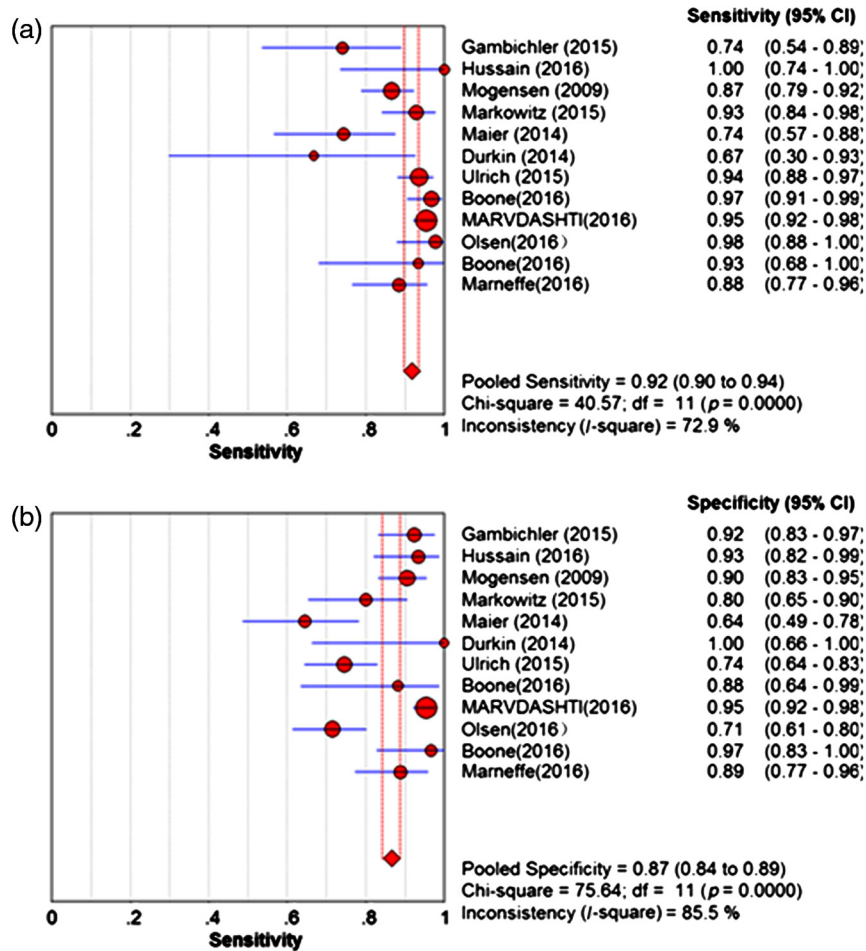 (a)
Sensitivity (95% CI)
Gambichler (2015) 0.74 (0.54 - 0.89)
Hussain (2016) 1.00 (0.74 - 1.00)
Mogensen (2009) 0.87 (0.79 - 0.92)
Markowitz (2015) 0.93 (0.84 - 0.98)
Maier (2014) 0.74 (0.57 - 0.88)
Durkin (2014) 0.67 (0.30 - 0.93)
Ulrich (2015) 0.94 (0.88 - 0.97)
Boone(2016) 0.97 (0.91 - 0.99)
MARVDASHTI(2016) 0.95 (0.92 - 0.98)
Olsen(2016） 0.98 (0.88 - 1.00)
Boone(2016) 0.93 (0.68 - 1.00)
Marneffe(2016) 0.88 (0.77 - 0.96)
Pooled Sensitivity = 0.92 (0.90 to 0.94)
Chi-square = 40.57; df = 11 (p = 0.0000)
Inconsistency (I-square) = 72.9 %
0 .2 .4 .6 .8 1
Sensitivity
(b)
Specificity (95% CI)
Gambichler (2015) 0.92 (0.83 - 0.97)
Hussain (2016) 0.93 (0.82 - 0.99)
Mogensen (2009) 0.90 (0.83 - 0.95)
Markowitz (2015) 0.80 (0.65 - 0.90)
Maier (2014) 0.64 (0.49 - 0.78)
Durkin (2014) 1.00 (0.66 - 1.00)
Ulrich (2015) 0.74 (0.64 - 0.83)
Boone(2016) 0.88 (0.64 - 0.99)
MARVDASHTI(2016) 0.95 (0.92 - 0.98)
Olsen(2016） 0.71 (0.61 - 0.80)
Boone(2016) 0.97 (0.83 - 1.00)
Marneffe(2016) 0.89 (0.77 - 0.96)
Pooled Specificity = 0.87 (0.84 to 0.89)
Chi-square = 75.64; df = 11 (p = 0.0000)
Inconsistency (I-square) = 85.5 %
0 .2 .4 .6 .8 1
Sensitivity